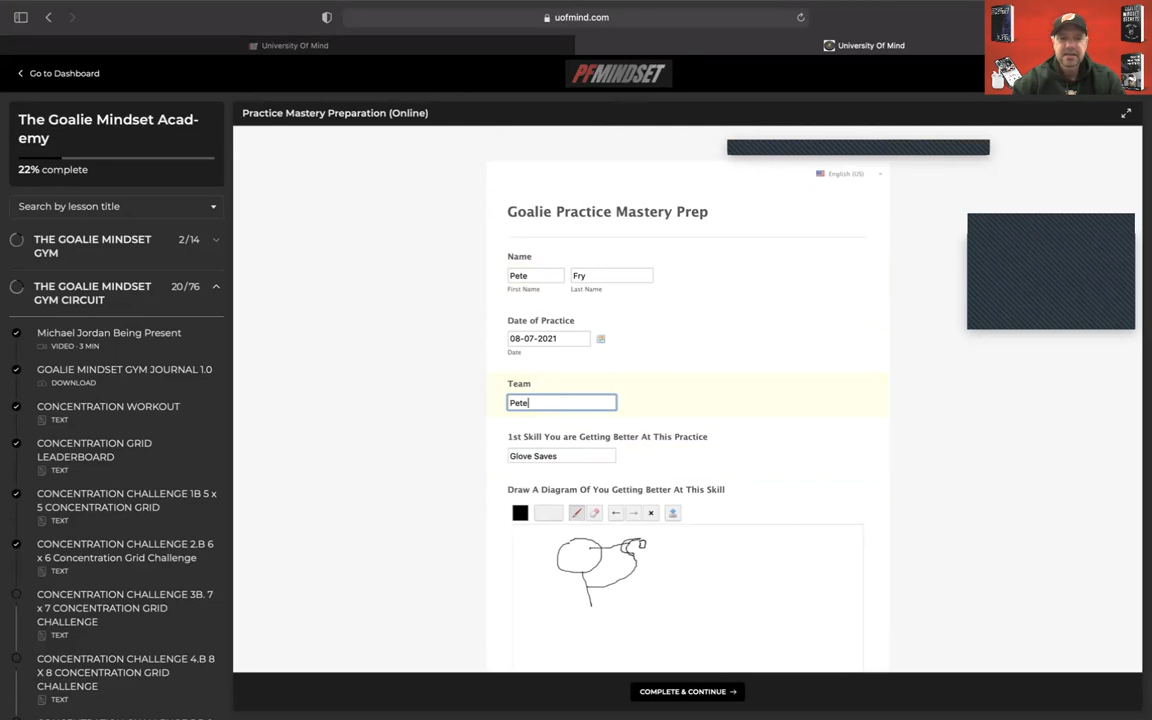 uofmind.com
University Of Mind
University Of Mind
Go to Dashboard
PFMINDSET
The Goalie Mindset Acad-
emy
22% complete
Search by lesson title
THE GOALIE MINDSET
GYM
2/14
THE GOALIE MINDSET
GYM CIRCUIT
20/76
Michael Jordan Being Present
VIDEO · 3 MIN
GOALIE MINDSET GYM JOURNAL 1.0
DOWNLOAD
CONCENTRATION WORKOUT
TEXT
CONCENTRATION GRID
LEADERBOARD
TEXT
CONCENTRATION CHALLENGE 1B 5 x
5 CONCENTRATION GRID
TEXT
CONCENTRATION CHALLENGE 2.B 6
x 6 Concentration Grid Challenge
TEXT
CONCENTRATION CHALLENGE 3B. 7
x 7 CONCENTRATION GRID
CHALLENGE
TEXT
CONCENTRATION CHALLENGE 4.B 8
X 8 CONCENTRATION GRID
CHALLENGE
TEXT
Practice Mastery Preparation (Online)
English (US)
Goalie Practice Mastery Prep
Name
Pete Fry
First Name Last Name
Date of Practice
08-07-2021
Date
Team
Pete
1st Skill You are Getting Better At This Practice
Glove Saves
Draw A Diagram Of You Getting Better At This Skill
COMPLETE & CONTINUE →